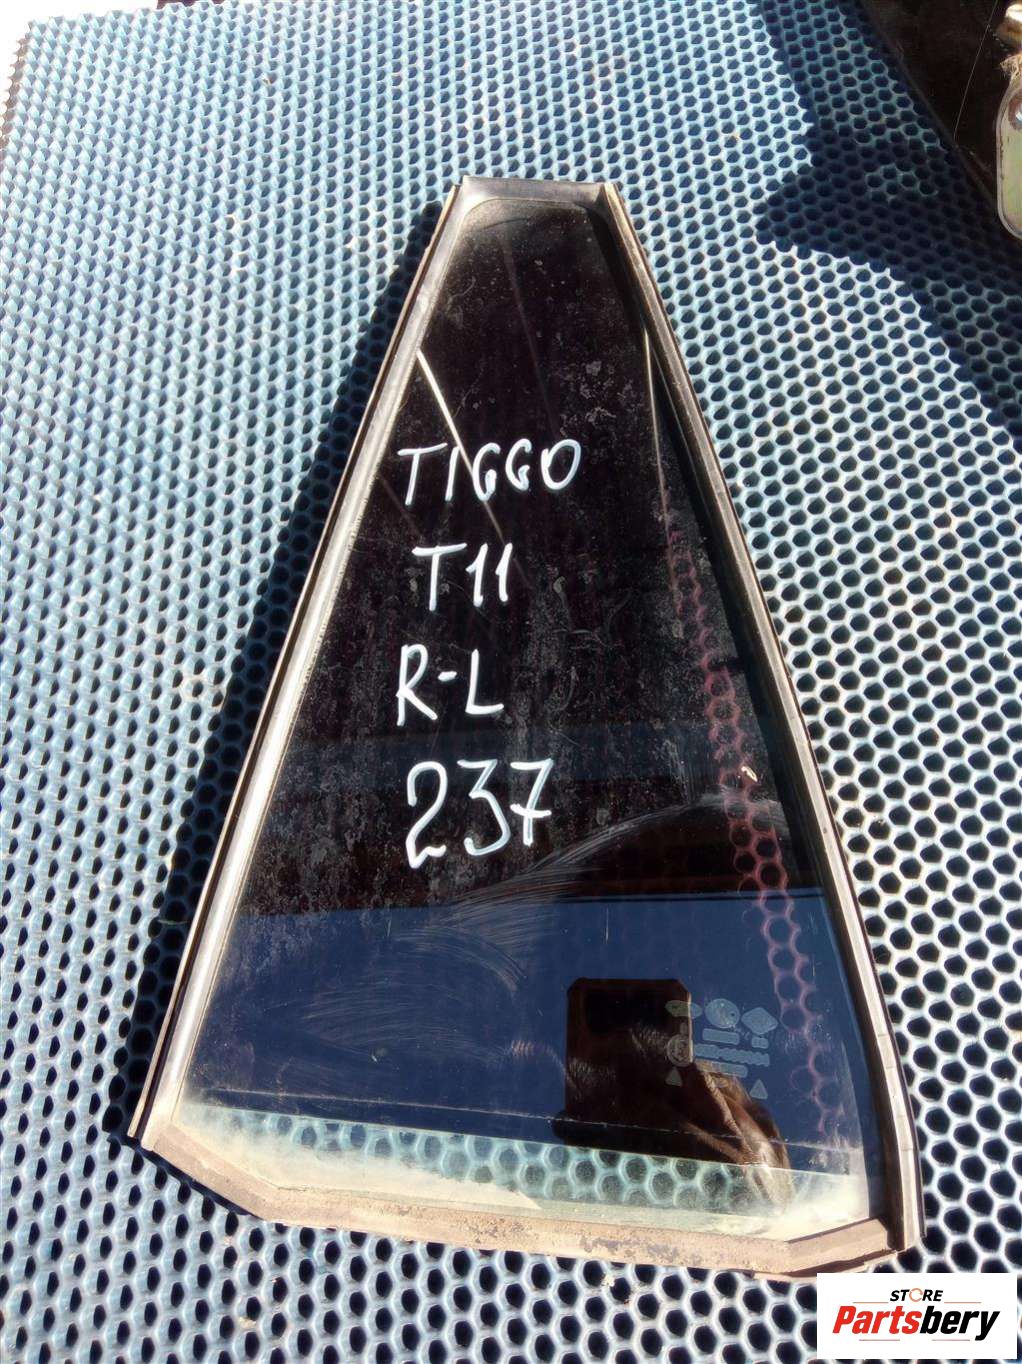 TIGGO
T11
R-L
237
STORE
Partsbery